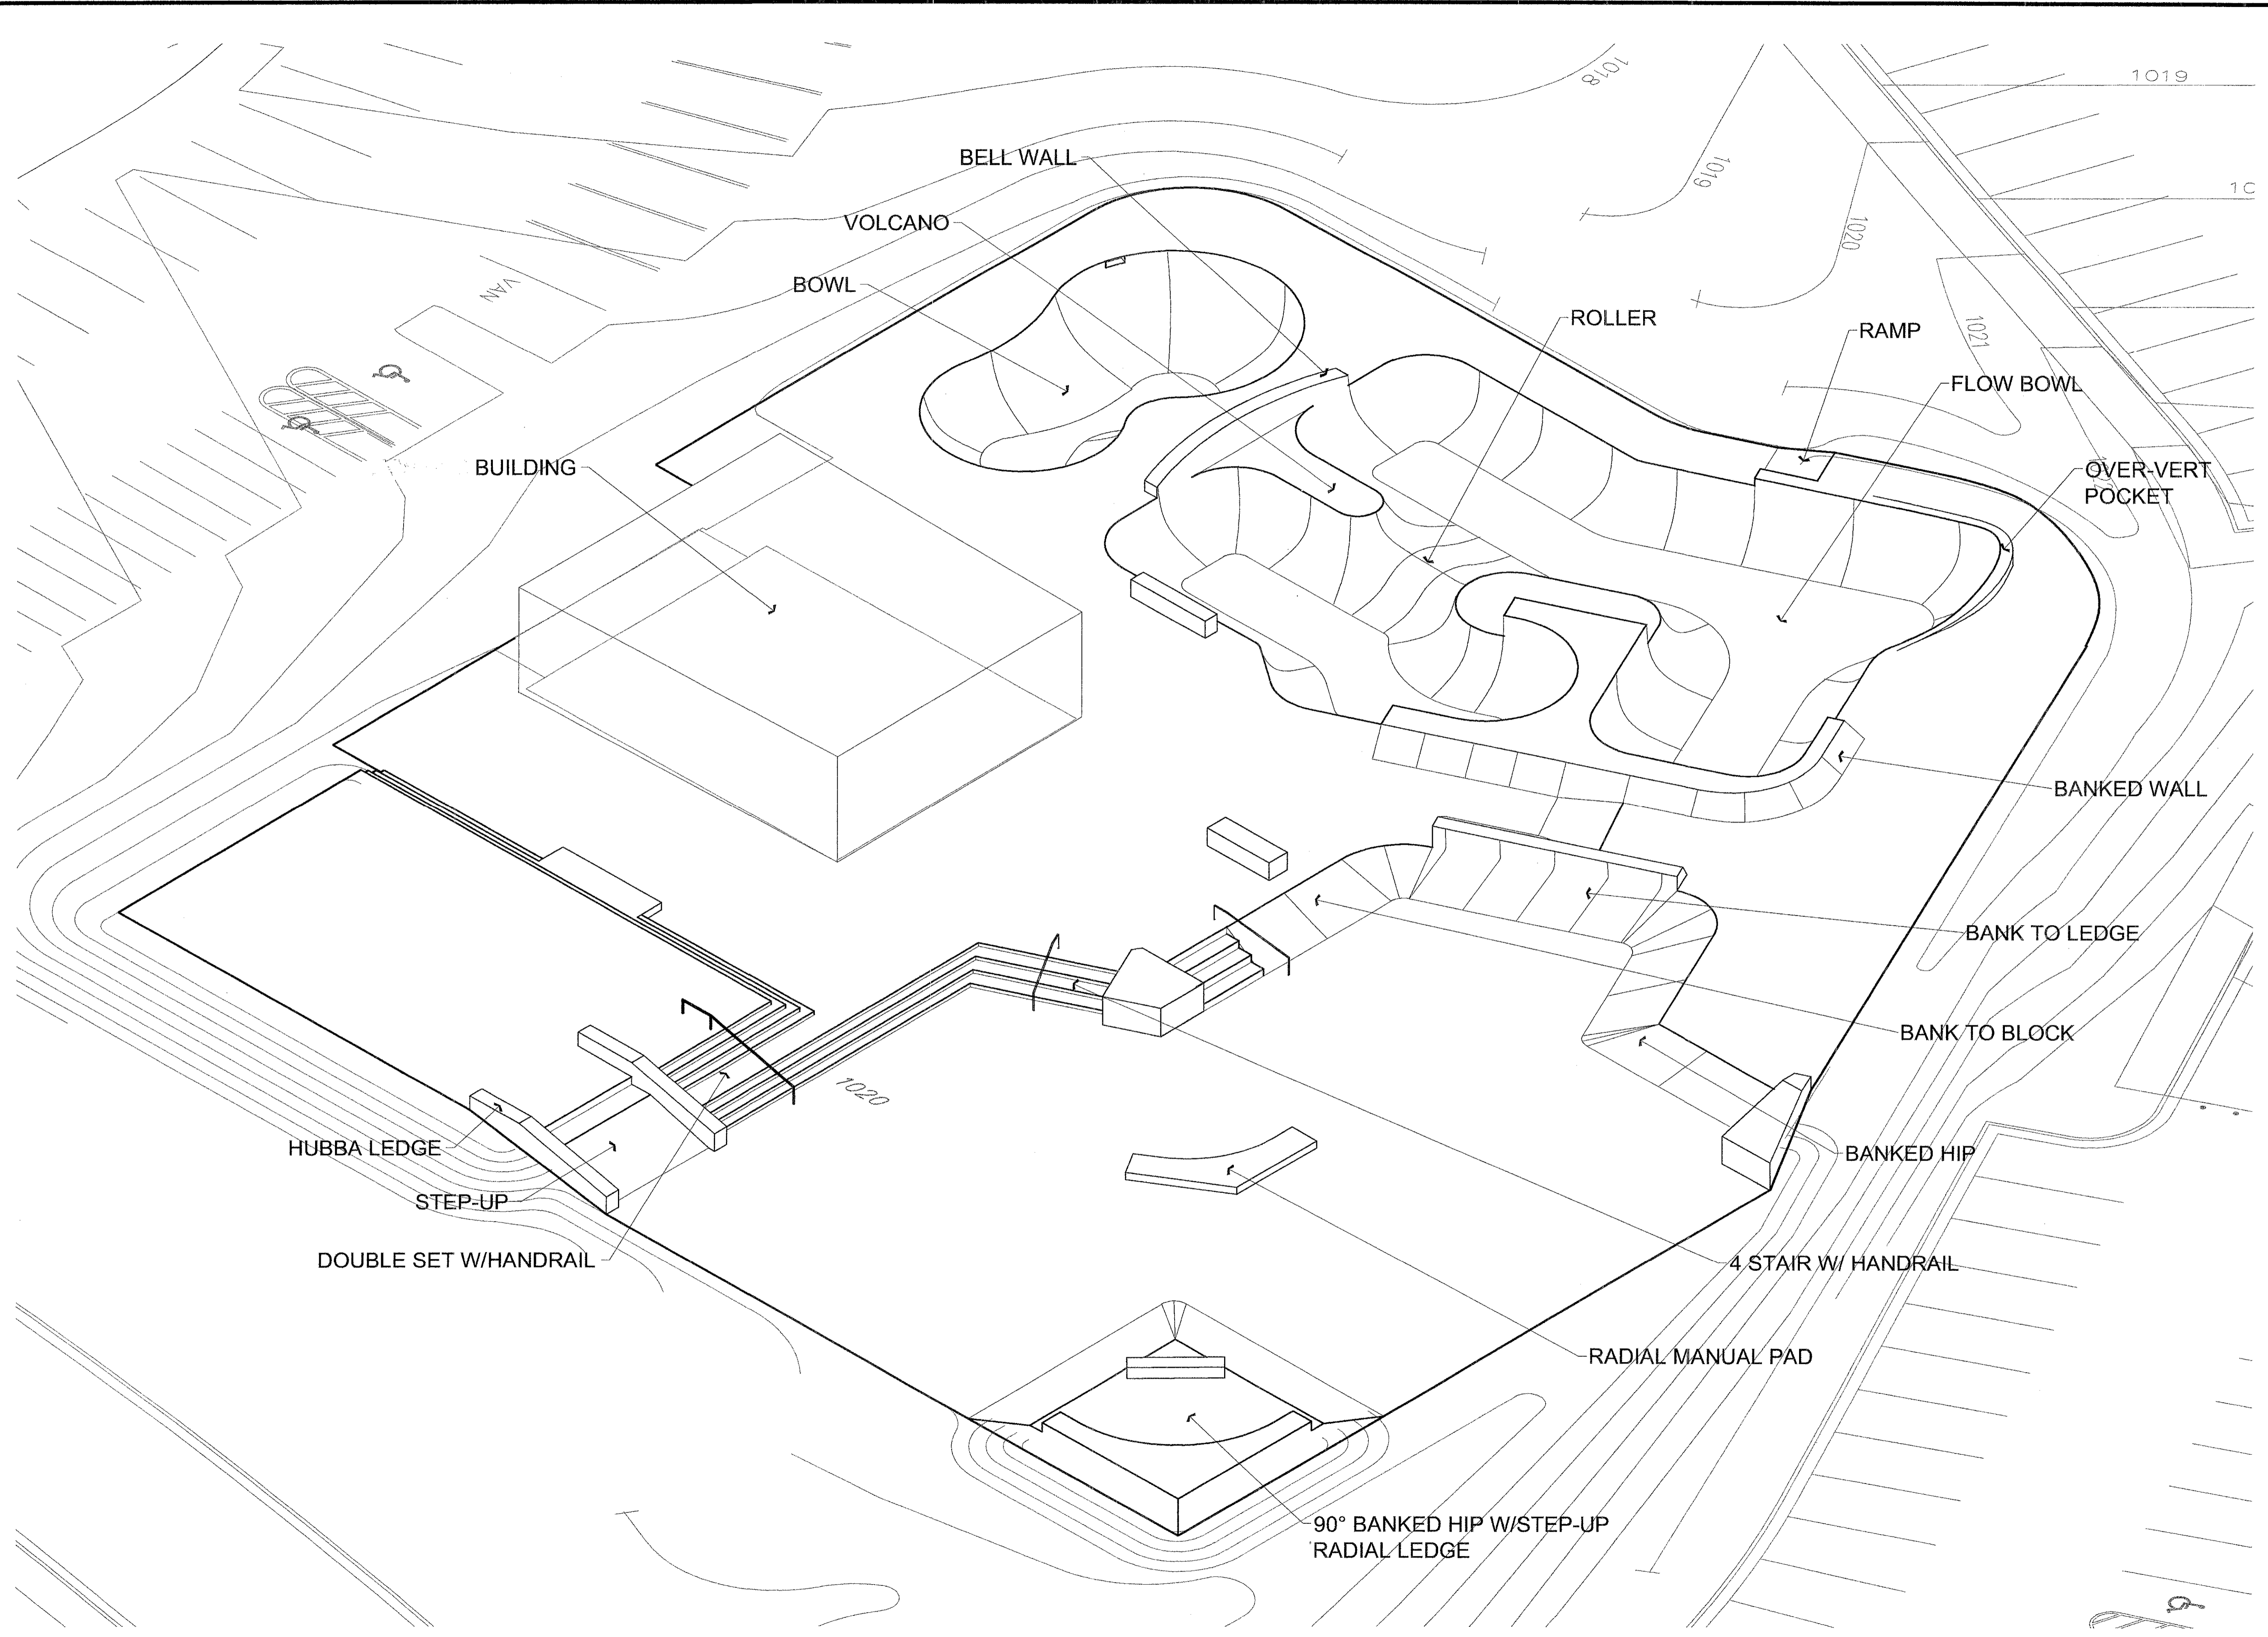 1018
1019
10
BELL WALL
1019
VOLCANO
1020
BOWL
VAN
ROLLER
RAMP
1021
FLOW BOWL
BUILDING
OVER-VERT
POCKET
BANKED WALL
BANK TO LEDGE
BANK TO BLOCK
1020
HUBBA LEDGE
BANKED HIP
STEP-UP
DOUBLE SET W/HANDRAIL
4 STAIR W/ HANDRAIL
RADIAL MANUAL PAD
90° BANKED HIP W/STEP-UP
RADIAL LEDGE